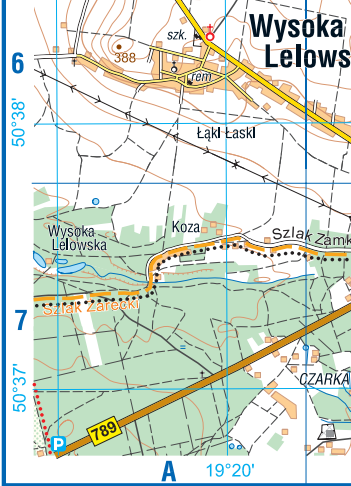 Wysoka
Lelows
szk.
6
388
rem
50°38'
Łąki Łaski
Wysoka
Lelowska
Koza
Szlak Zamk
Szlak Żarecki
7
50°37'
CZARKA
P
789
A
19°20'